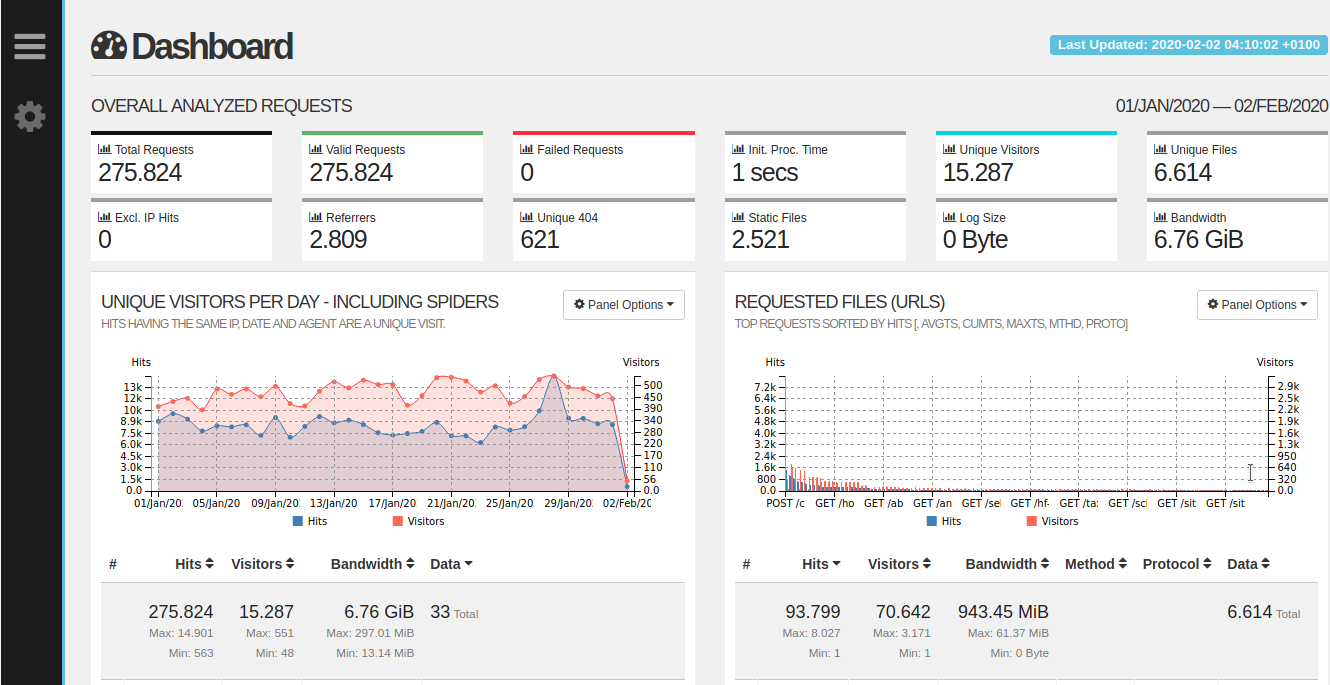 Dashboard
Last Updated: 2020-02-02 04:10:02 +0100
OVERALL ANALYZED REQUESTS
01/JAN/2020 — 02/FEB/2020
Total Requests
275.824
Valid Requests
275.824
Failed Requests
0
Init. Proc. Time
1 secs
Unique Visitors
15.287
Unique Files
6.614
Excl. IP Hits
0
Referrers
2.809
Unique 404
621
Static Files
2.521
Log Size
0 Byte
Bandwidth
6.76 GiB
UNIQUE VISITORS PER DAY - INCLUDING SPIDERS
Panel Options
HITS HAVING THE SAME IP, DATE AND AGENT ARE A UNIQUE VISIT.
Hits
Visitors
13k
12k
10k
8.9k
7.5k
6.0k
4.5k
3.0k
1.5k
0.0
500
450
390
340
280
220
170
110
56
0.0
01/Jan/20 05/Jan/20 09/Jan/20 13/Jan/20 17/Jan/20 21/Jan/20 25/Jan/20 29/Jan/20 02/Feb/20
Hits Visitors
# Hits Visitors Bandwidth Data
275.824 15.287 6.76 GiB 33 Total
Max: 14.901 Max: 551 Max: 297.01 MiB
Min: 563 Min: 48 Min: 13.14 MiB
REQUESTED FILES (URLS)
Panel Options
TOP REQUESTS SORTED BY HITS [, AVGTS, CUMTS, MAXTS, MTHD, PROTO]
Hits
Visitors
7.2k
6.4k
5.6k
4.8k
4.0k
3.2k
2.4k
1.6k
800
0.0
2.9k
2.5k
2.2k
1.9k
1.6k
1.3k
950
640
320
0.0
POST /c GET /ho GET /ab GET /an GET /sel GET /hf- GET /ta: GET /scl GET /sit GET /sit
Hits Visitors
# Hits Visitors Bandwidth Method Protocol Data
93.799 70.642 943.45 MiB 6.614 Total
Max: 8.027 Max: 3.171 Max: 61.37 MiB
Min: 1 Min: 1 Min: 0 Byte